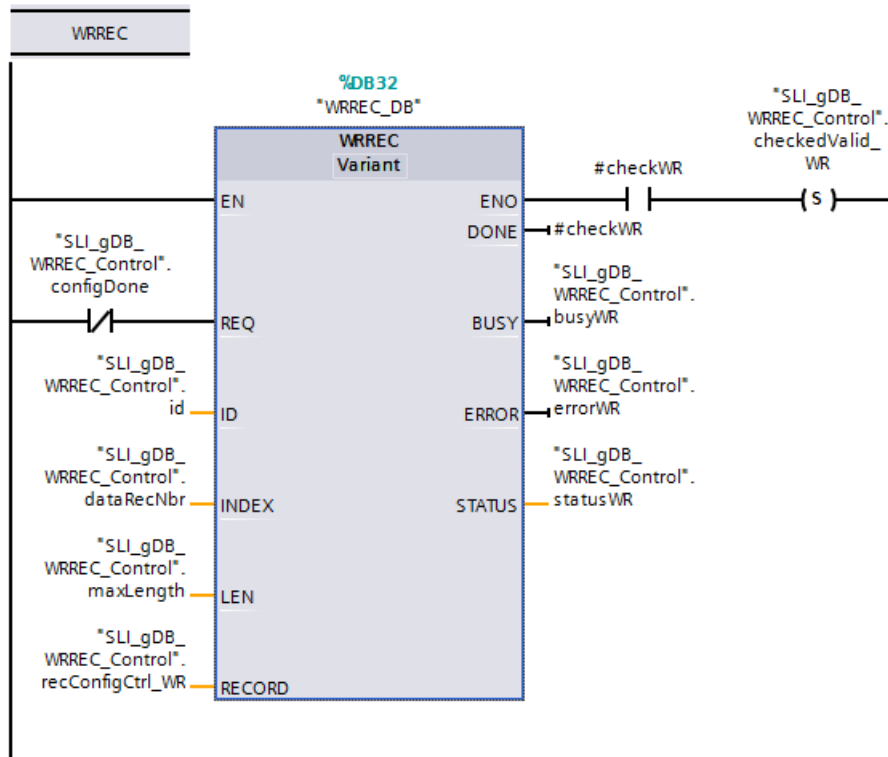 WRREC
%DB32
"WRREC_DB"
WRREC
Variant
"SLI_gDB_
WRREC_Control".
checkedValid_
WR
#checkWR
EN
ENO
DONE
#checkWR
"SLI_gDB_
WRREC_Control".
configDone
REQ
"SLI_gDB_
WRREC_Control".
busyWR
BUSY
"SLI_gDB_
WRREC_Control".
id
ID
"SLI_gDB_
WRREC_Control".
errorWR
ERROR
"SLI_gDB_
WRREC_Control".
dataRecNbr
INDEX
"SLI_gDB_
WRREC_Control".
statusWR
STATUS
"SLI_gDB_
WRREC_Control".
maxLength
LEN
"SLI_gDB_
WRREC_Control".
recConfigCtrl_WR
RECORD
S